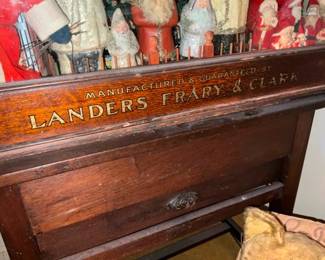 MANUFACTURED & GUARANTEED BY
LANDERS FRARY & CLARK